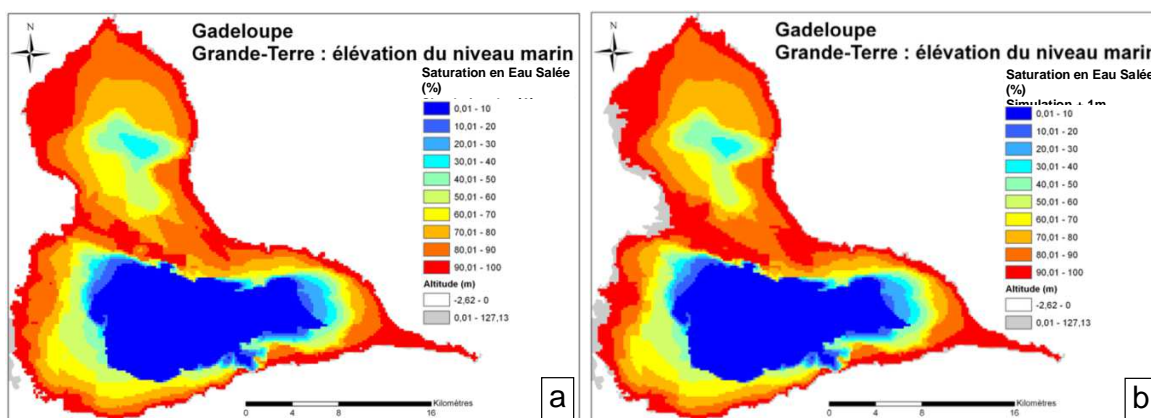 N
Gadeloupe
Grande-Terre : élévation du niveau marin
Saturation en Eau Salée
(%)
0,01 - 10
10,01 - 20
20,01 - 30
30,01 - 40
40,01 - 50
50,01 - 60
60,01 - 70
70,01 - 80
80,01 - 90
90,01 - 100
Altitude (m)
-2,62 - 0
0,01 - 127,13
Kilomètres
0 4 8 16
a
N
Gadeloupe
Grande-Terre : élévation du niveau marin
Saturation en Eau Salée
(%)
Simulation + 1m
0,01 - 10
10,01 - 20
20,01 - 30
30,01 - 40
40,01 - 50
50,01 - 60
60,01 - 70
70,01 - 80
80,01 - 90
90,01 - 100
Altitude (m)
-2,62 - 0
0,01 - 127,13
Kilomètres
0 4 8 16
b